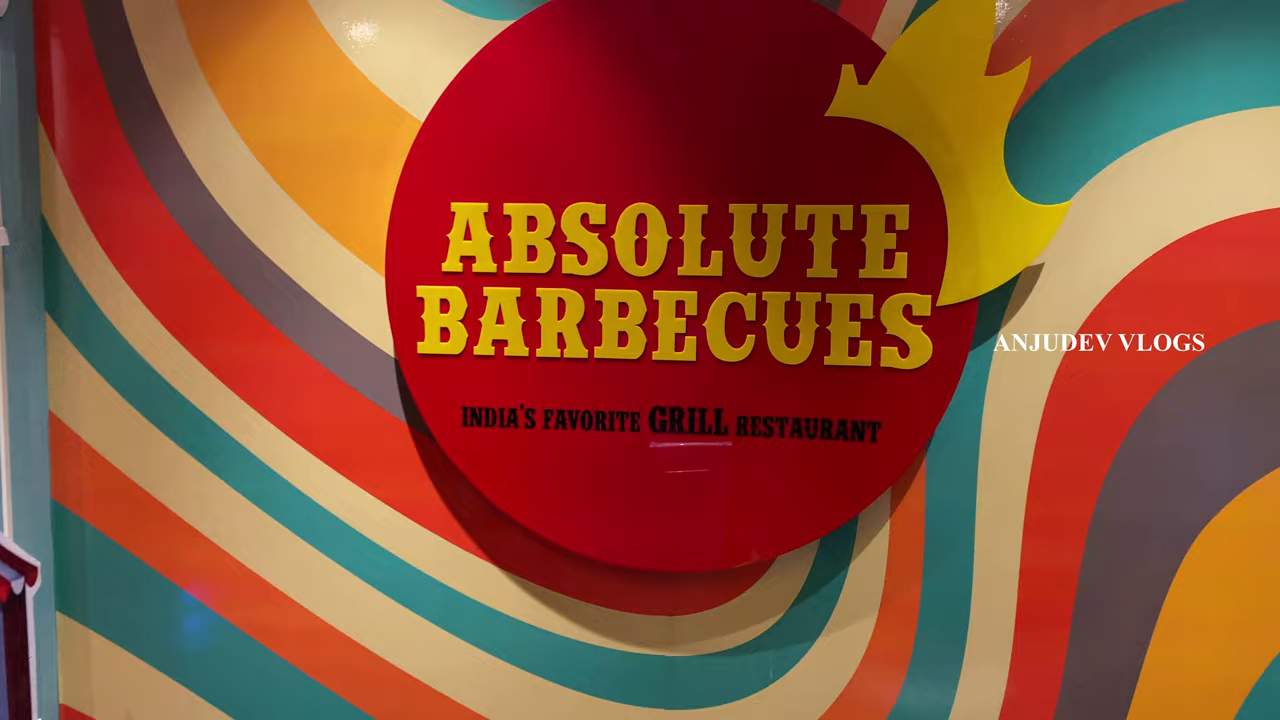 ABSOLUTE
BARBECUES
INDIA'S FAVORITE GRILL RESTAURANT
ANJUDEV VLOGS